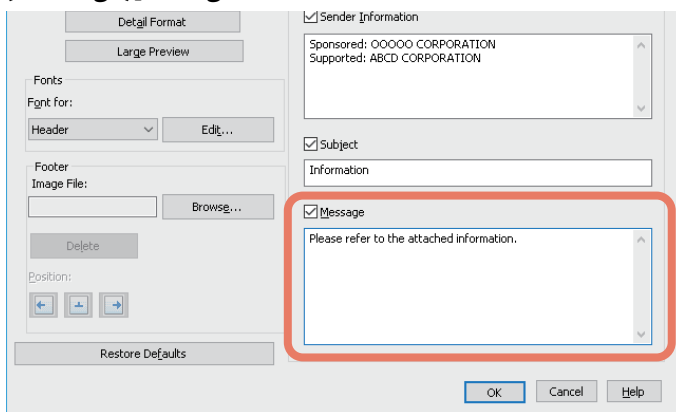 Detail Format
Large Preview
Fonts
Font for:
Header
Edit...
Footer
Image File:
Browse...
Delete
Position:
Restore Defaults
Sender Information
Sponsored: OOOOO CORPORATION
Supported: ABCD CORPORATION
Subject
Information
Message
Please refer to the attached information.
OK Cancel Help